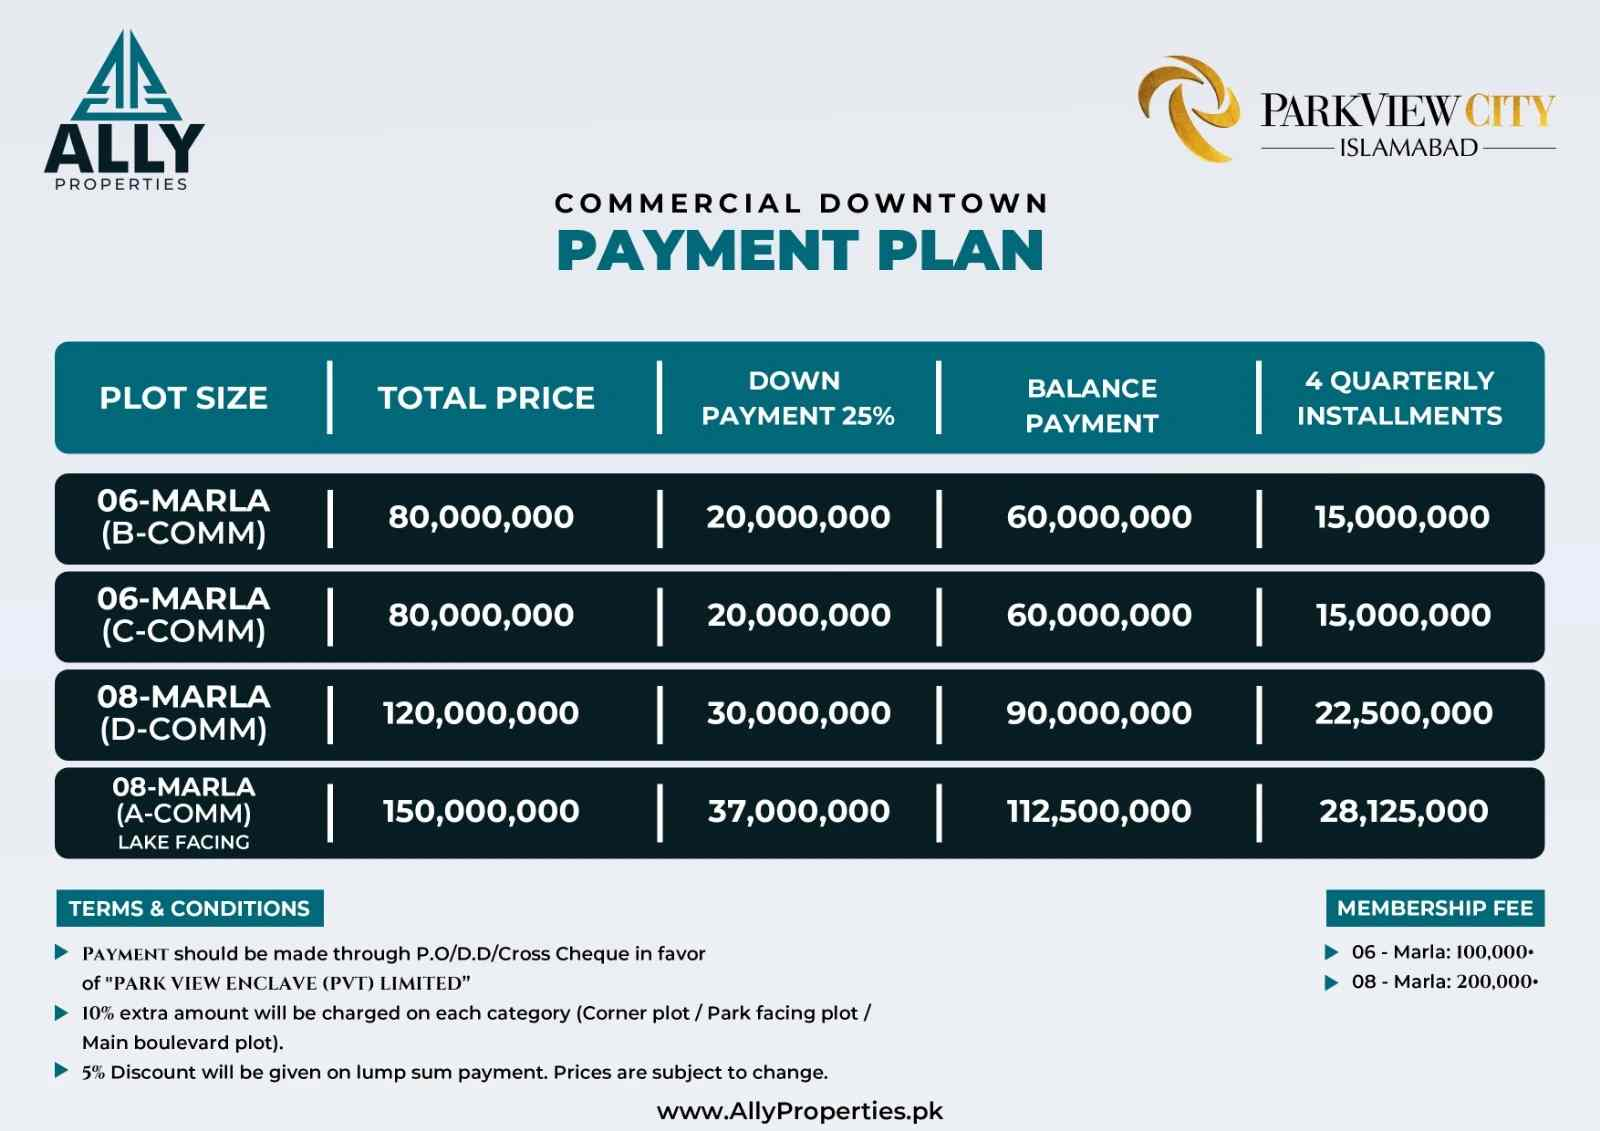 ALLY
PROPERTIES
PARKVIEW CITY
ISLAMABAD
COMMERCIAL DOWNTOWN
PAYMENT PLAN
PLOT SIZE TOTAL PRICE DOWN PAYMENT 25% BALANCE PAYMENT 4 QUARTERLY INSTALLMENTS
06-MARLA (B-COMM) 80,000,000 20,000,000 60,000,000 15,000,000
06-MARLA (C-COMM) 80,000,000 20,000,000 60,000,000 15,000,000
08-MARLA (D-COMM) 120,000,000 30,000,000 90,000,000 22,500,000
08-MARLA (A-COMM) LAKE FACING 150,000,000 37,000,000 112,500,000 28,125,000
TERMS & CONDITIONS
PAYMENT should be made through P.O/D.D/Cross Cheque in favor
of "PARK VIEW ENCLAVE (PVT) LIMITED”
10% extra amount will be charged on each category (Corner plot / Park facing plot /
Main boulevard plot).
5% Discount will be given on lump sum payment. Prices are subject to change.
MEMBERSHIP FEE
06 - Marla: 100,000•
08 - Marla: 200,000•
www.AllyProperties.pk